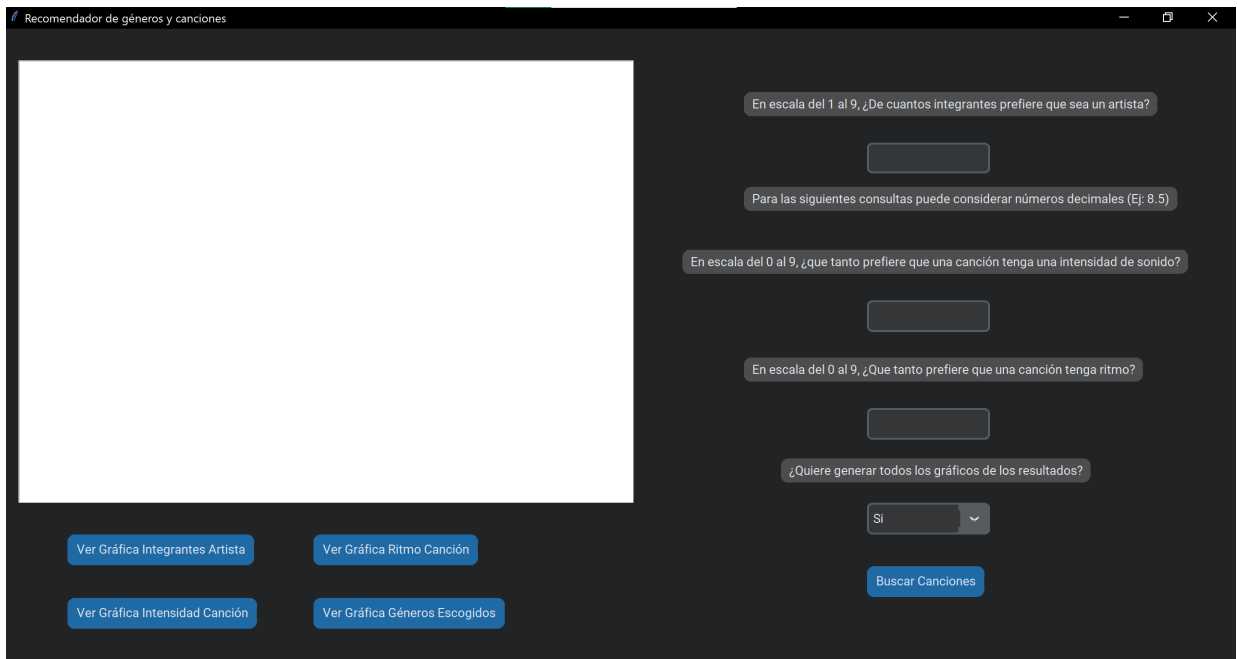 Recomendador de géneros y canciones
En escala del 1 al 9, ¿De cuantos integrantes prefiere que sea un artista?
Para las siguientes consultas puede considerar números decimales (Ej: 8.5)
En escala del 0 al 9, ¿que tanto prefiere que una canción tenga una intensidad de sonido?
En escala del 0 al 9, ¿Que tanto prefiere que una canción tenga ritmo?
¿Quiere generar todos los gráficos de los resultados?
Si
Buscar Canciones
Ver Gráfica Integrantes Artista
Ver Gráfica Ritmo Canción
Ver Gráfica Intensidad Canción
Ver Gráfica Géneros Escogidos